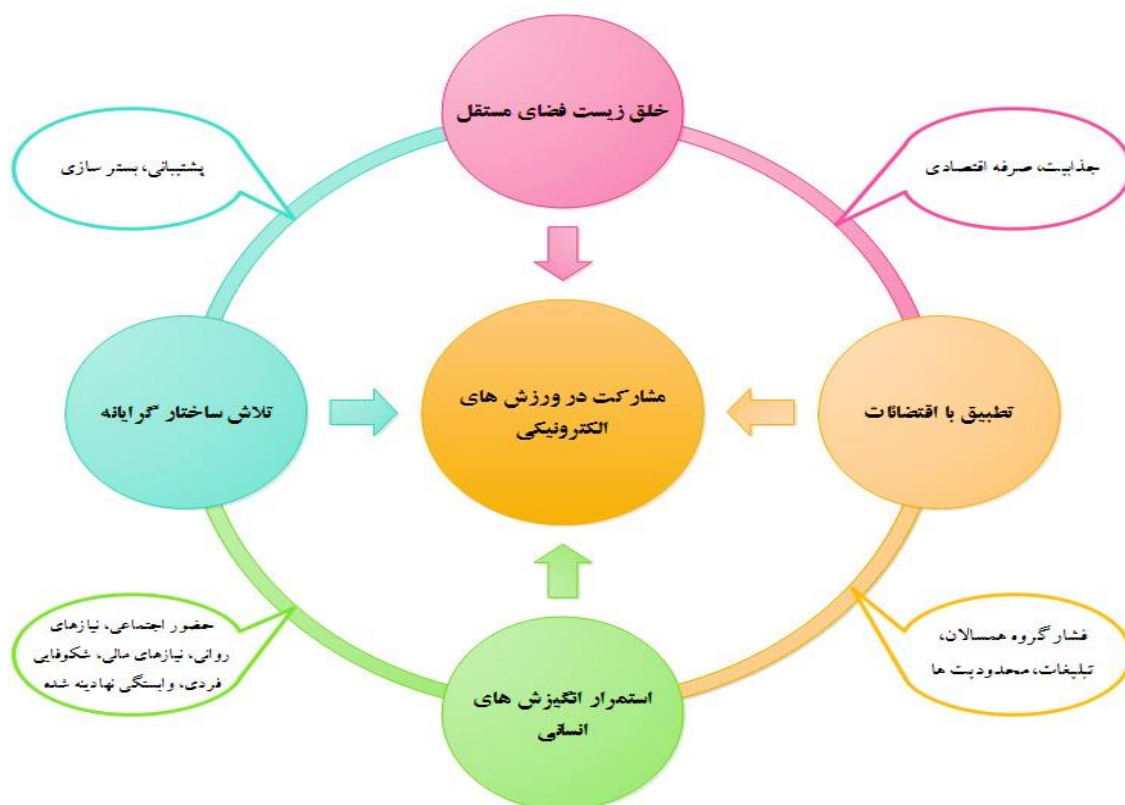 خلق زیست فضای مستقل
جذابیت، صرفه اقتصادی
پشتیبانی، بستر سازی
تطبیق با اقتضائات
مشارکت در ورزش های
الکترونیکی
تلاش ساختار گرایانه
فشار گروه همسالان،
تبلیغات، محدودیت ها
حضور اجتماعی، نیازهای
روانی، نیازهای مالی، شکوفایی
فردی، وابستگی نهادینه شده
استمرار انگیزش های
انسانی